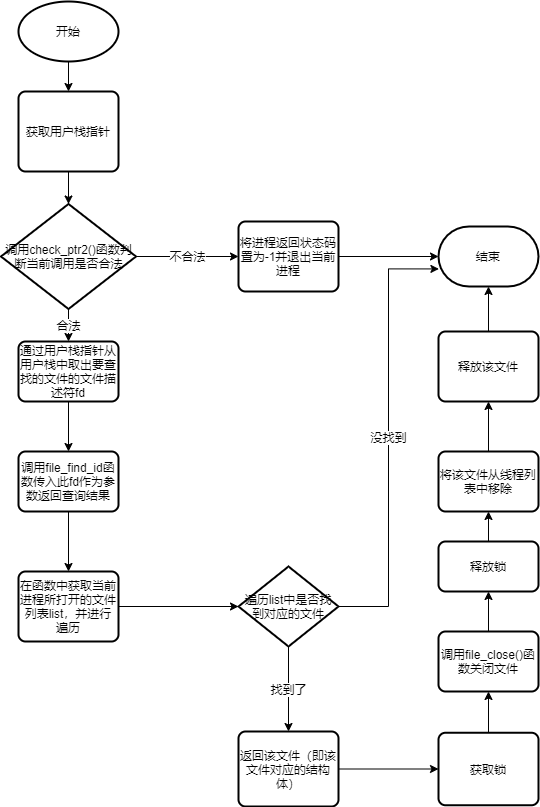 开始
获取用户栈指针
调用check_ptr2()函数判
断当前调用是否合法
不合法
将进程返回状态码
置为-1并退出当前
进程
结束
合法
通过用户栈指针从
用户栈中取出要查
找的文件的文件描
述符fd
调用file_find_id函
数传入此fd作为参
数返回查询结果
在函数中获取当前
进程所打开的文件
列表list，并进行
遍历
遍历list中是否找
到对应的文件
没找到
找到了
返回该文件（即该
文件对应的结构
体）
获取锁
调用file_close()函
数关闭文件
释放锁
将该文件从线程列
表中移除
释放该文件